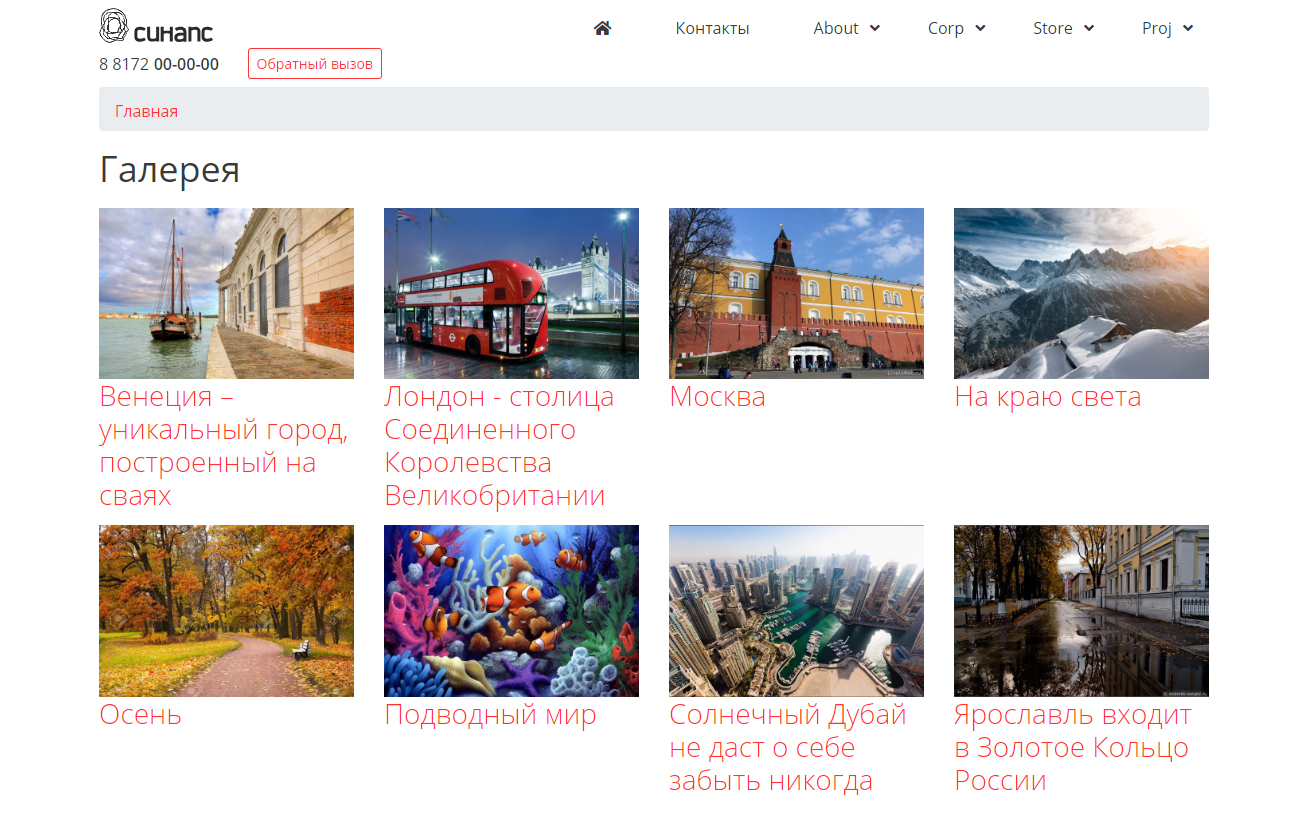 синапс
Контакты About Corp Store Proj
8 8172 00-00-00 Обратный вызов
Главная
Галерея
Венеция –
уникальный город,
построенный на
сваях
Лондон - столица
Соединенного
Королевства
Великобритании
Москва
На краю света
Осень
Подводный мир
Солнечный Дубай
не даст о себе
забыть никогда
Ярославль входит
в Золотое Кольцо
России